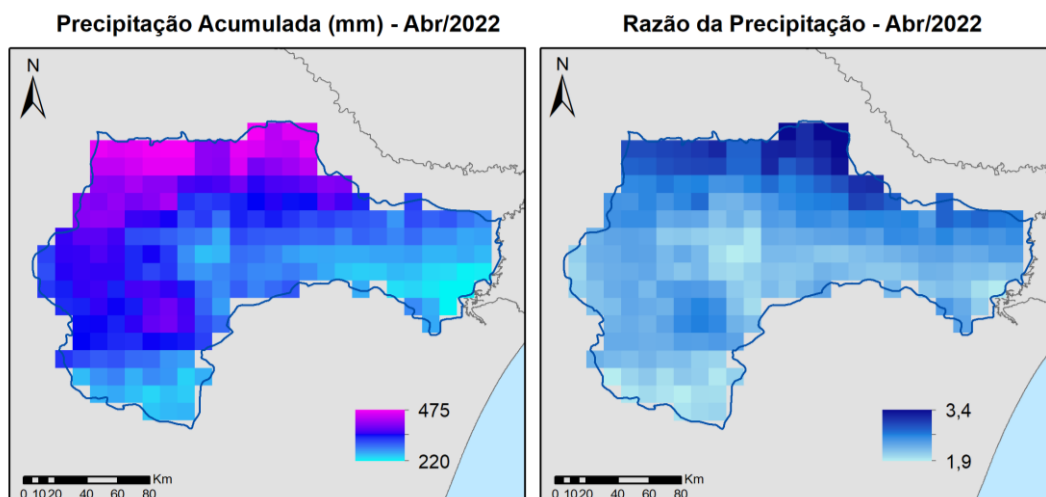 Precipitação Acumulada (mm) - Abr/2022
N
475
220
0 10 20 40 60 80 Km
Razão da Precipitação - Abr/2022
N
3,4
1,9
0 10 20 40 60 80 Km